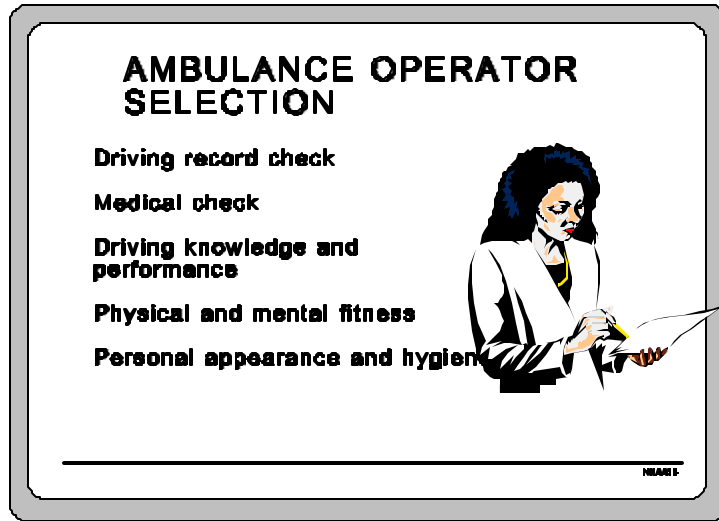 AMBULANCE OPERATOR
SELECTION
Driving record check
Medical check
Driving knowledge and
performance
Physical and mental fitness
Personal appearance and hygien